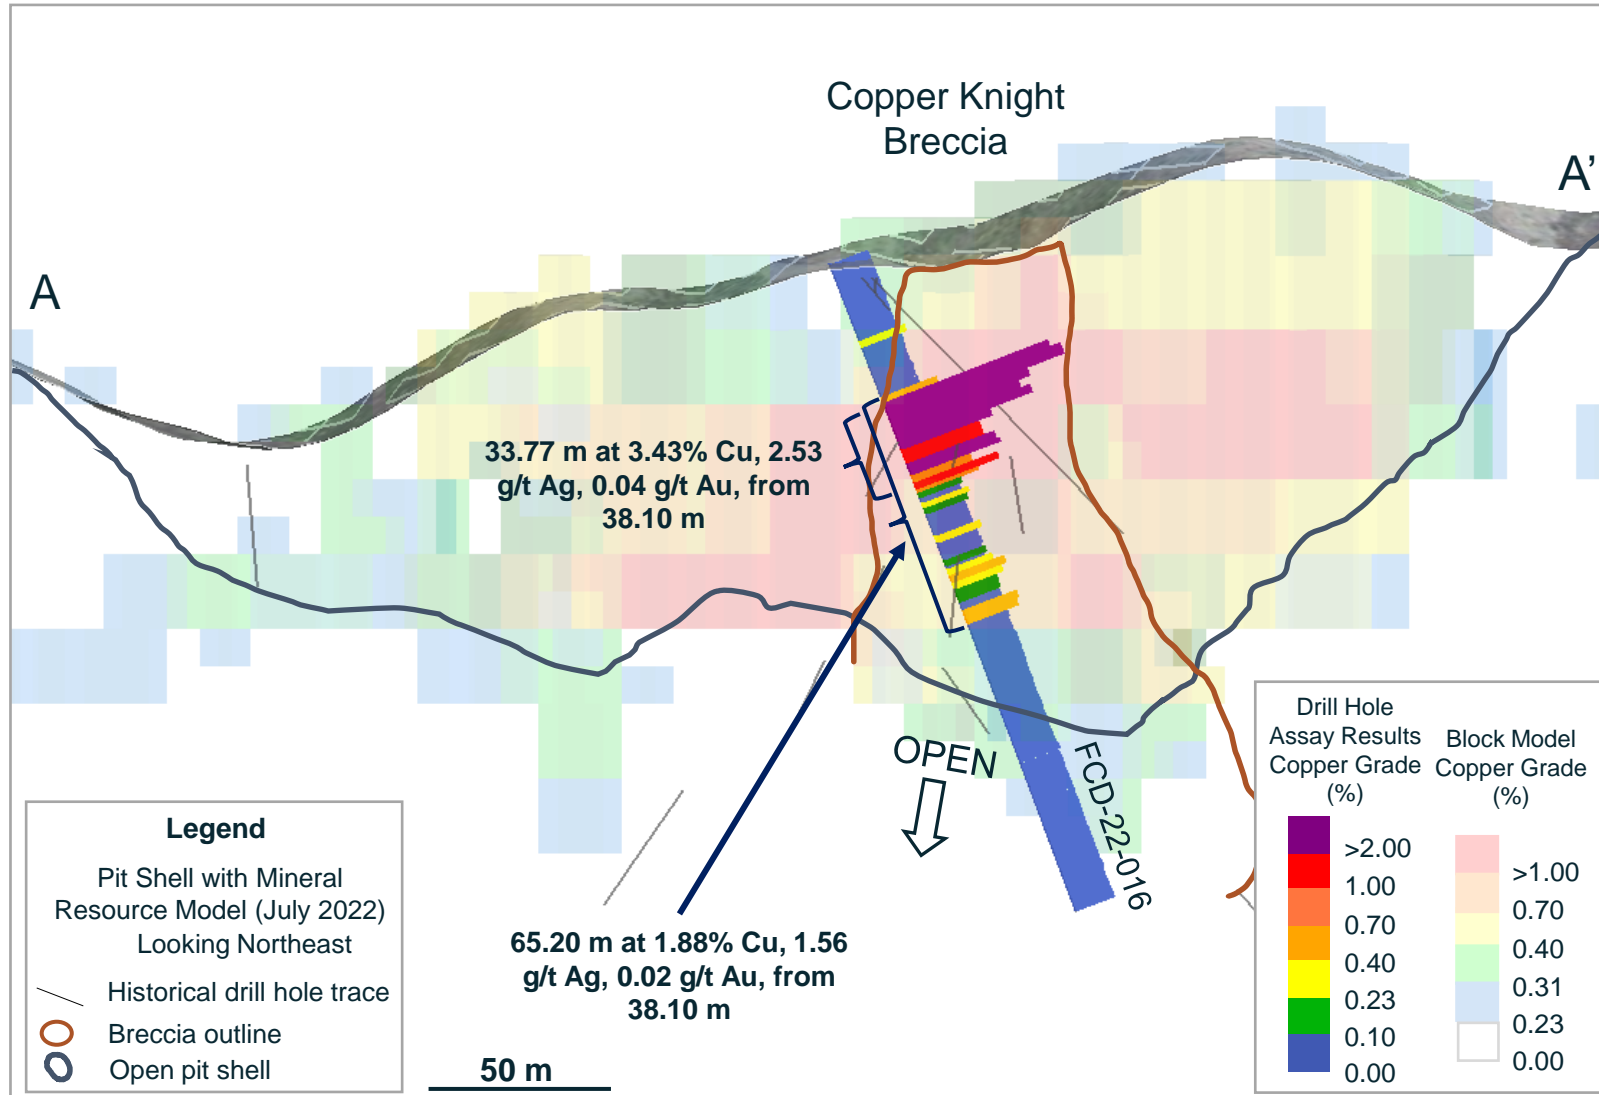 Copper Knight
Breccia
A
A’
33.77 m at 3.43% Cu, 2.53
g/t Ag, 0.04 g/t Au, from
38.10 m
OPEN
FCD-22-016
65.20 m at 1.88% Cu, 1.56
g/t Ag, 0.02 g/t Au, from
38.10 m
50 m
Legend
Pit Shell with Mineral
Resource Model (July 2022)
Looking Northeast
Historical drill hole trace
Breccia outline
Open pit shell
Drill Hole
Assay Results
Copper Grade
(%)
>2.00
1.00
0.70
0.40
0.23
0.10
0.00
Block Model
Copper Grade
(%)
>1.00
0.70
0.40
0.31
0.23
0.00